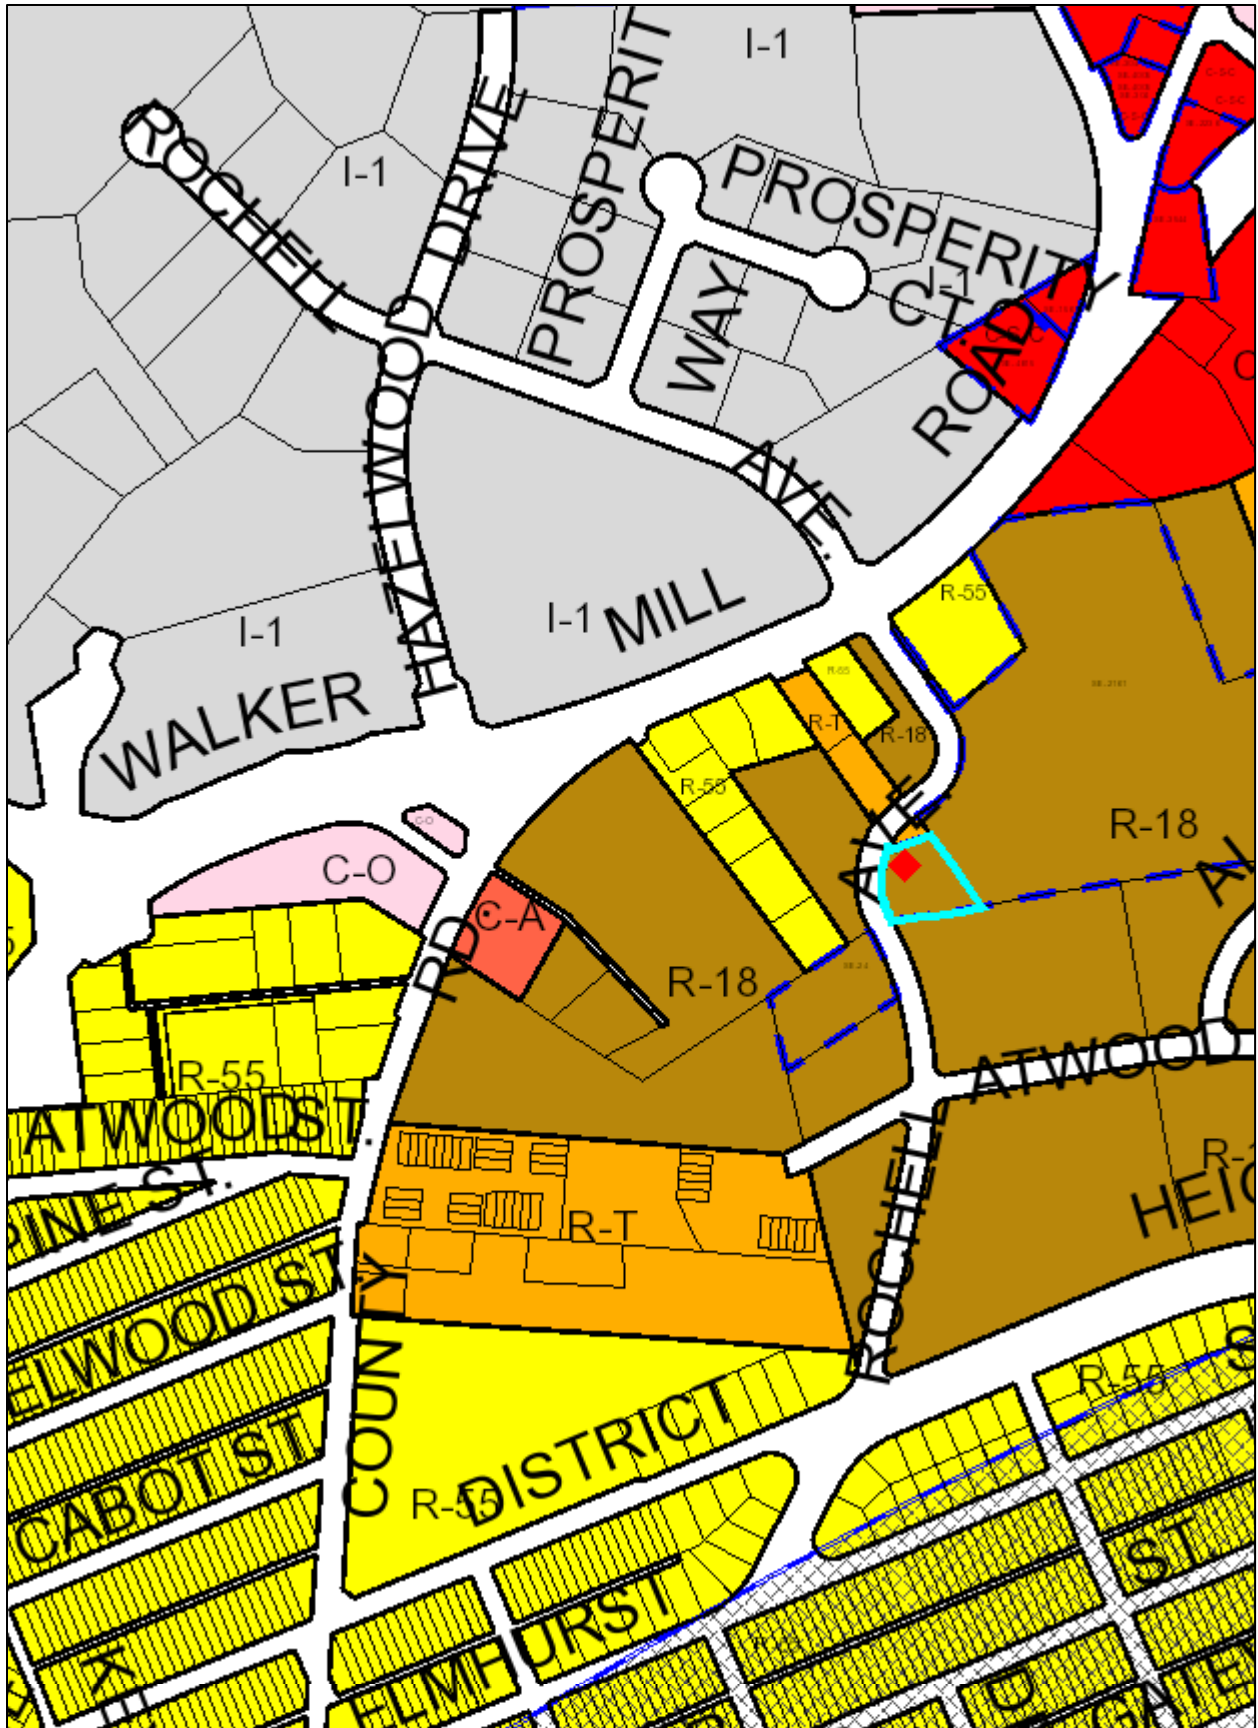 I-1
PROSPERIT
DRIVE
ROCHELL
I-1
PROSPERITY
CT.
I-1
C-S-C
C-S-C
WAY
ROAD
C-S-C
HAZELWOOD
AVE.
I-1
I-1
MILL
WALKER
R-55
R-55
R-T
R-18
R-55
AVE.
R-18
C-O
C-O
C-A
RD
R-18
R-55
ATWOOD
ATWOOD ST.
PINE ST.
HEIG
R-T
ROCHELL
ELWOOD ST
COUNTY
DISTRICT
R-55
R-55
CABOT ST.
ELMHURST
ST